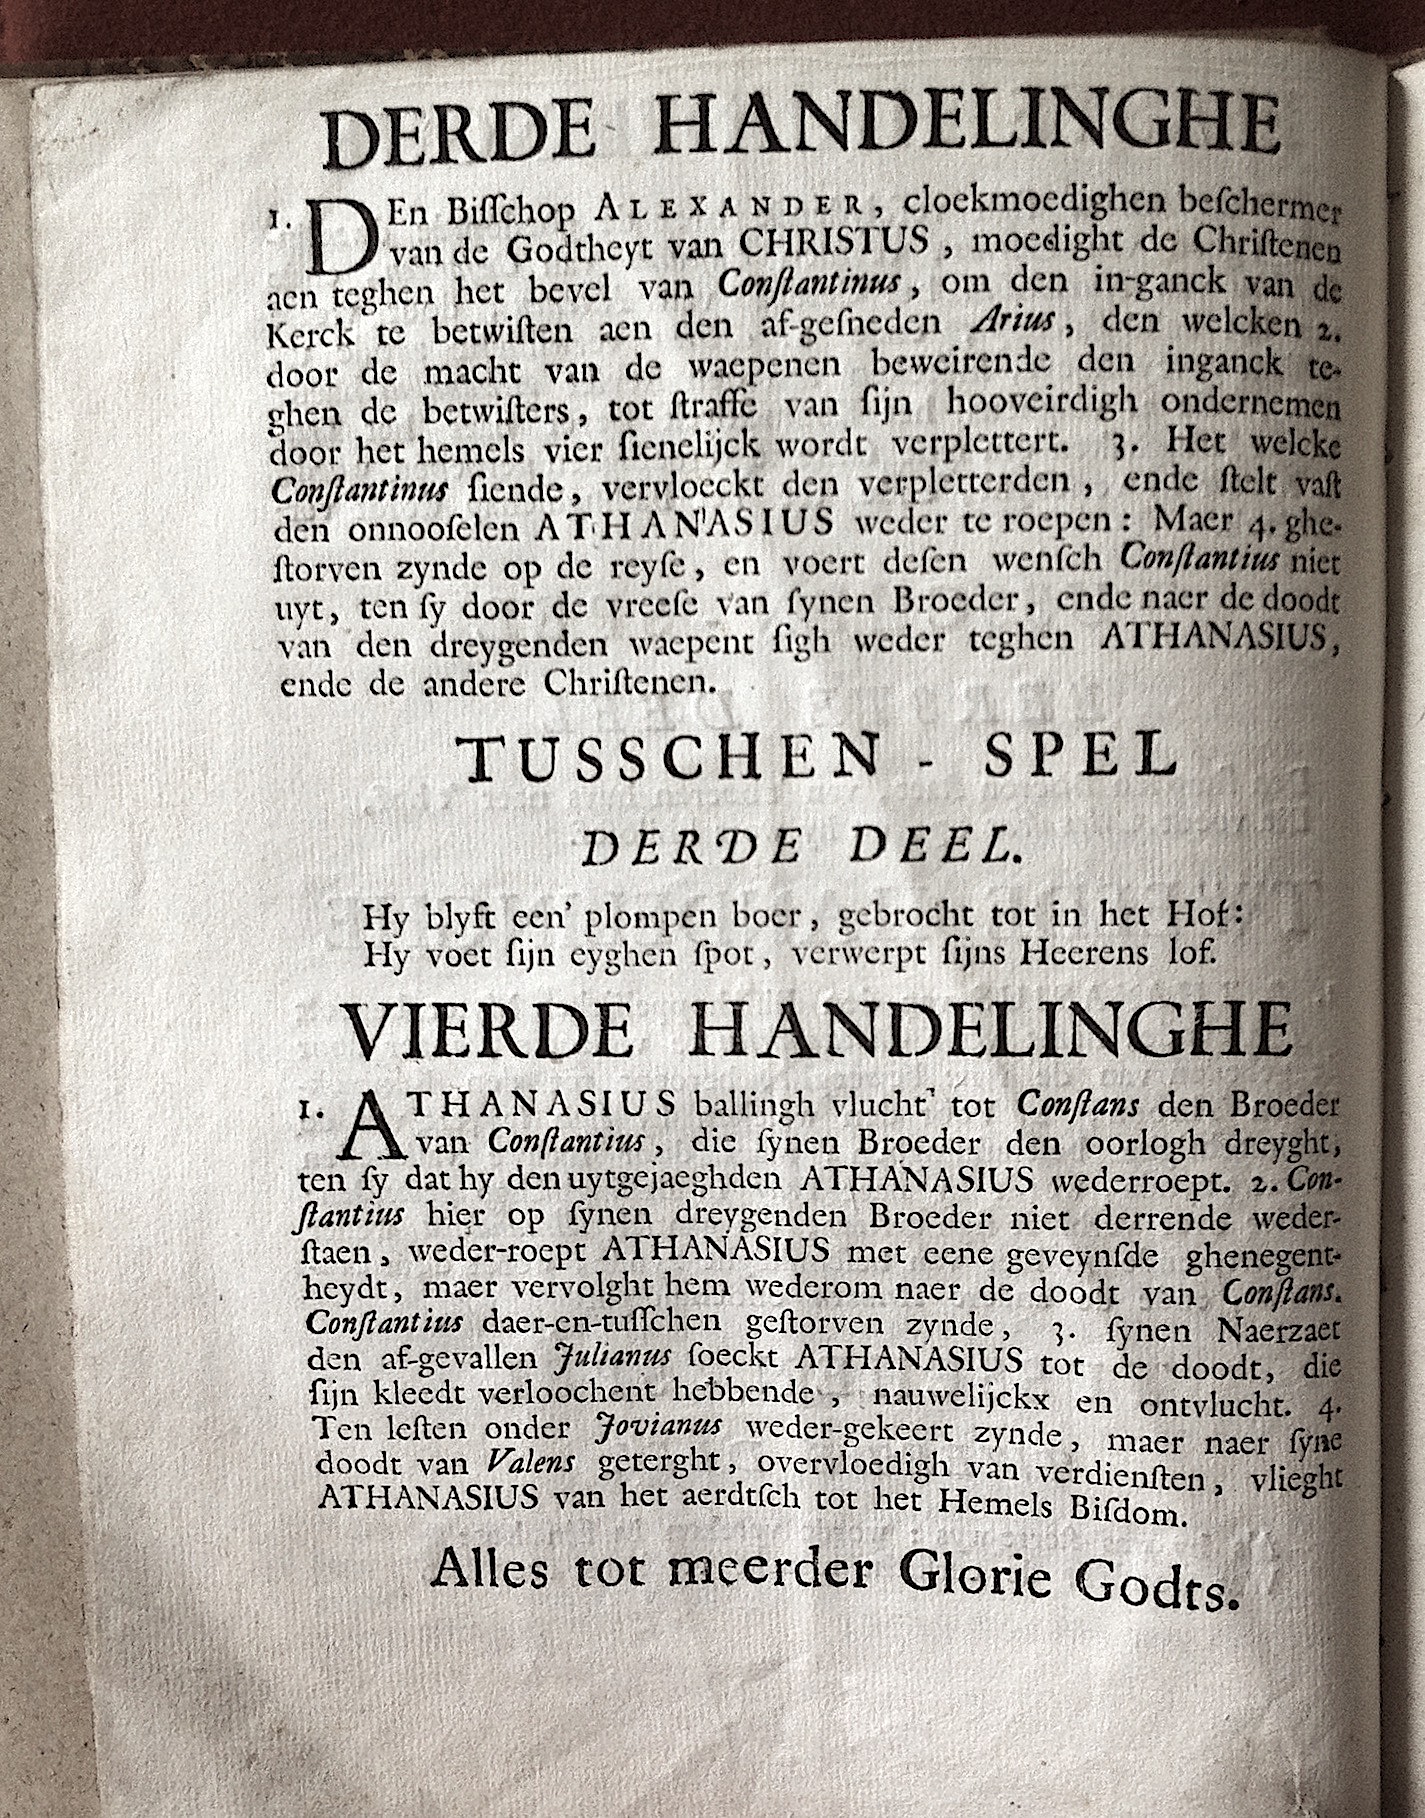 DERDE HANDELINGHE
1. DEn Biſſchop ALEXANDER, cloekmoedighen beſchermer
van de Godtheyt van CHRISTUS, moedight de Chriſtenen
aen teghen het bevel van Conſtantinus, om den in-ganck van de
Kerck te betwiſten aen den af-geſneden Arius, den welcken 2.
door de macht van de waepenen beweirende den inganck te-
ghen de betwiſters, tot ſtraffe van ſijn hooveirdigh ondernemen
door het hemels vier ſienelijck wordt verplettert. 3. Het welcke
Conſtantinus ſiende, vervloeckt den verpletterden, ende ſtelt vaſt
den onnooſelen ATHANASIUS weder te roepen: Maer 4. ghe-
ſtorven zynde op de reyſe, en voert deſen wenſch Conſtantius niet
uyt, ten ſy door de vreeſe van ſynen Broeder, ende naer de doodt
van den dreygenden waepent ſigh weder teghen ATHANASIUS,
ende de andere Chriſtenen.
TUSSCHEN - SPEL
DERDE DEEL.
Hy blyft een' plompen boer, gebrocht tot in het Hof:
Hy voet ſijn eyghen ſpot, verwerpt ſijns Heerens lof.
VIERDE HANDELINGHE
1. ATHANASIUS ballingh vlucht' tot Conſtans den Broeder
van Conſtantius, die ſynen Broeder den oorlogh dreyght,
ten ſy dat hy den uytgejaeghden ATHANASIUS wederroept. 2. Con-
ſtantius hier op ſynen dreygenden Broeder niet derrende weder-
ſtaen, weder-roept ATHANASIUS met eene geveynſde ghenegent-
heydt, maer vervolght hem wederom naer de doodt van Conſtans.
Conſtantius daer-en-tuſſchen geſtorven zynde, 3. ſynen Naerzaet
den af-gevallen Julianus ſoeckt ATHANASIUS tot de doodt, die
ſijn kleedt verloochent hebbende, nauwelijckx en ontvlucht. 4.
Ten leſten onder Jovianus weder-gekeert zynde, maer naer ſyne
doodt van Valens geterght, overvloedigh van verdienſten, vlieght
ATHANASIUS van het aerdtſch tot het Hemels Biſdom.
Alles tot meerder Glorie Godts.